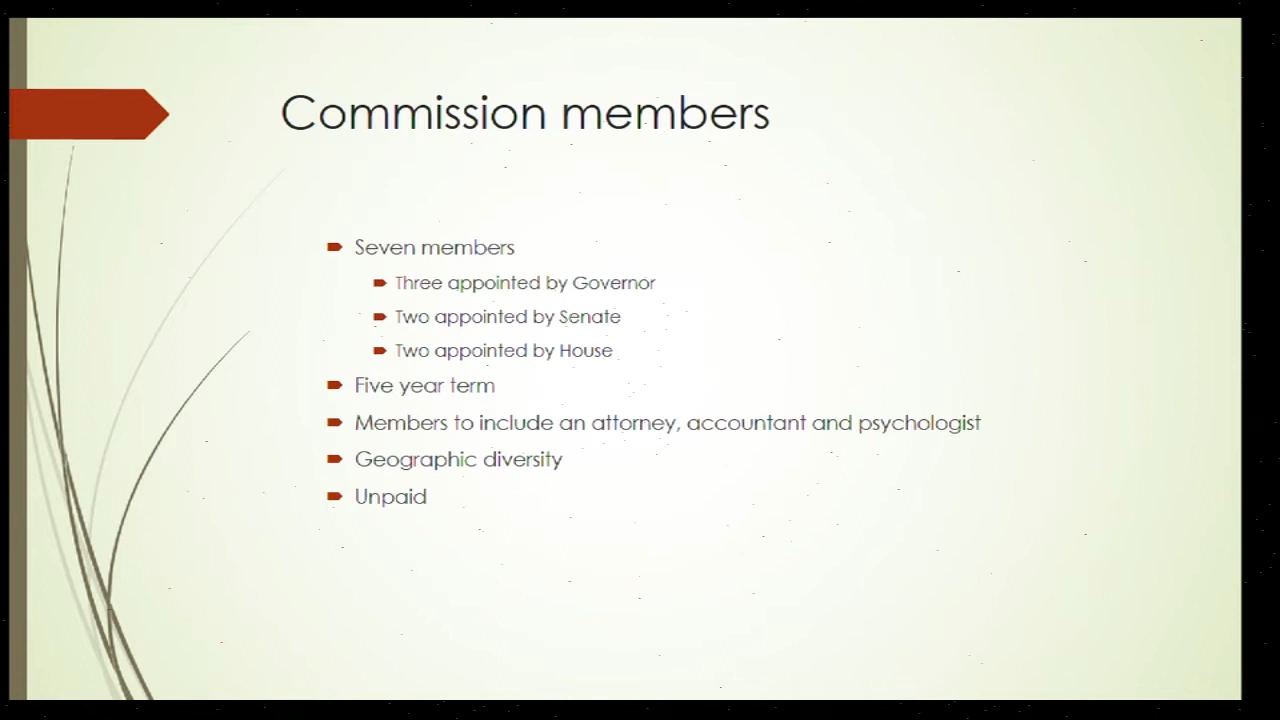 Commission members
Seven members
Three appointed by Governor
Two appointed by Senate
Two appointed by House
Five year term
Members to include an attorney, accountant and psychologist
Geographic diversity
Unpaid